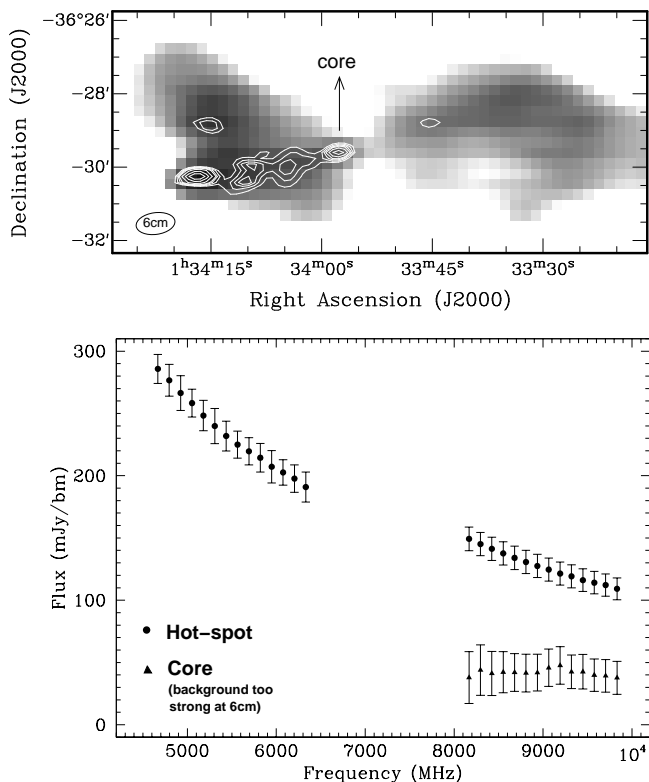 -36°26′
-28′
-30′
-32′
Declination (J2000)
core
6cm
1ʰ34ᵐ15ˢ 34ᵐ00ˢ 33ᵐ45ˢ 33ᵐ30ˢ
Right Ascension (J2000)
300
200
100
0
Flux (mJy/bm)
Hot-spot
Core
(background too
strong at 6cm)
5000 6000 7000 8000 9000 10⁴
Frequency (MHz)